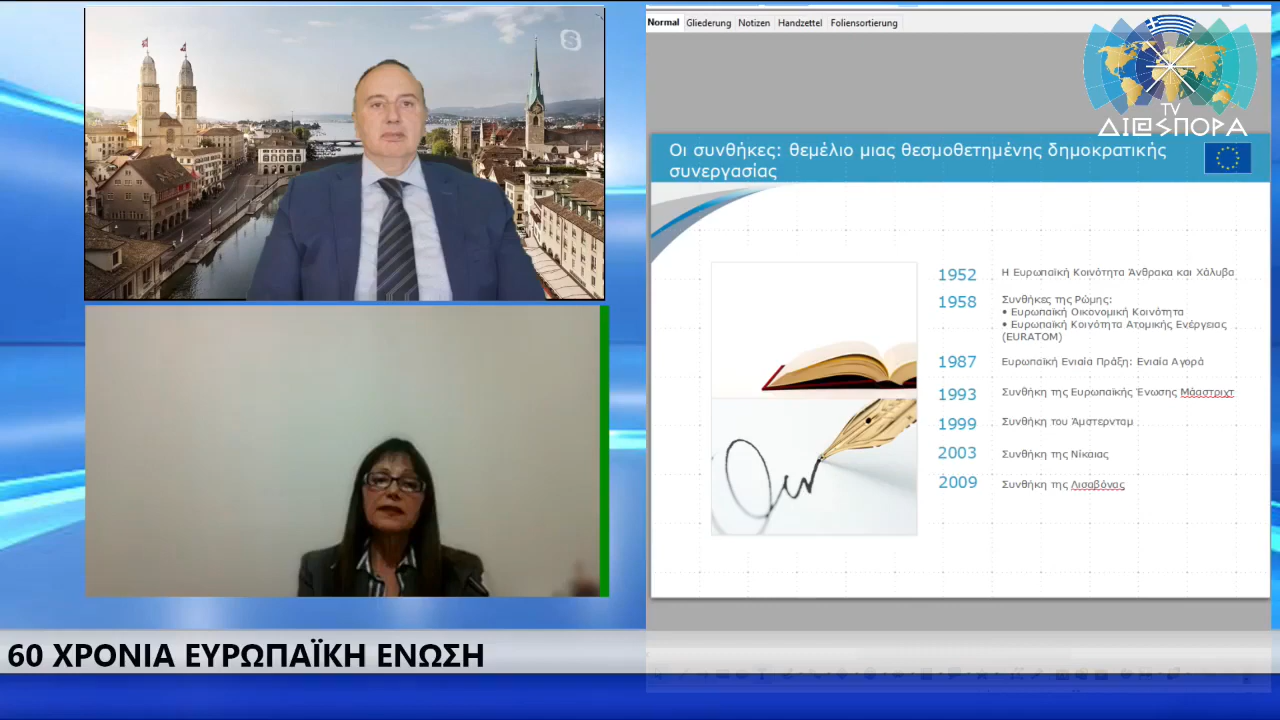 Normal Gliederung Notizen Handzettel Foliensortierung
TV
ΔΙ@ΣΠΟΡΑ
Οι συνθήκες: θεμέλιο μιας θεσμοθετημένης δημοκρατικής
συνεργασίας
1952 Η Ευρωπαϊκή Κοινότητα Άνθρακα και Χάλυβα
1958 Συνθήκες της Ρώμης:
• Ευρωπαϊκή Οικονομική Κοινότητα
• Ευρωπαϊκή Κοινότητα Ατομικής Ενέργειας
(EURATOM)
1987 Ευρωπαϊκή Ενιαία Πράξη: Ενιαία Αγορά
1993 Συνθήκη της Ευρωπαϊκής Ένωσης Μάαστριχτ
1999 Συνθήκη του Άμστερνταμ
2003 Συνθήκη της Νίκαιας
2009 Συνθήκη της Λισαβόνας
60 ΧΡΟΝΙΑ ΕΥΡΩΠΑΪΚΗ ΕΝΩΣΗ